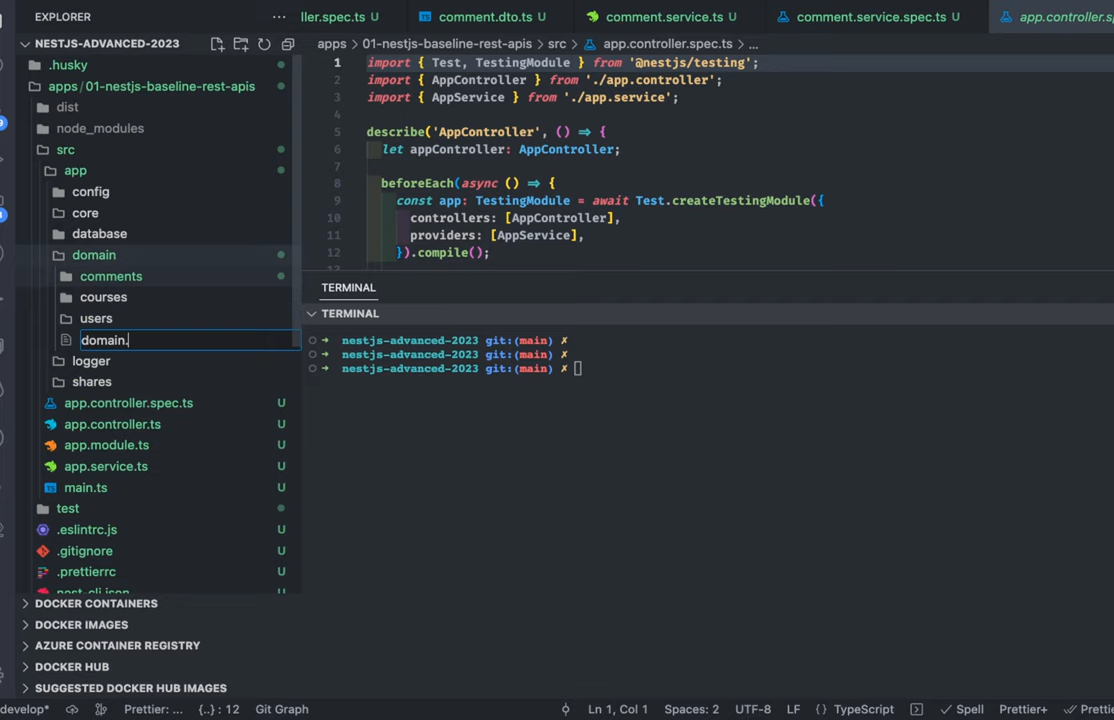 EXPLORER
NESTJS-ADVANCED-2023
.husky
apps / 01-nestjs-baseline-rest-apis
dist
node_modules
src
app
config
core
database
domain
comments
courses
users
domain.
logger
shares
app.controller.spec.ts U
app.controller.ts U
app.module.ts U
app.service.ts U
main.ts U
test
.eslintrc.js U
.gitignore U
.prettierrc U
nest-cli.json
DOCKER CONTAINERS
DOCKER IMAGES
AZURE CONTAINER REGISTRY
DOCKER HUB
SUGGESTED DOCKER HUB IMAGES
ller.spec.ts U comment.dto.ts U comment.service.ts U comment.service.spec.ts U app.controller.s
apps > 01-nestjs-baseline-rest-apis > src > app.controller.spec.ts > ...
1 import { Test, TestingModule } from '@nestjs/testing';
2 import { AppController } from './app.controller';
3 import { AppService } from './app.service';
4
5 describe('AppController', () => {
6 let appController: AppController;
7
8 beforeEach(async () => {
9 const app: TestingModule = await Test.createTestingModule({
10 controllers: [AppController],
11 providers: [AppService],
12 }).compile();
13
TERMINAL
TERMINAL
nestjs-advanced-2023 git:(main) ✗
nestjs-advanced-2023 git:(main) ✗
nestjs-advanced-2023 git:(main) ✗
develop* Prettier: ... {..} : 12 Git Graph Ln 1, Col 1 Spaces: 2 UTF-8 LF {} TypeScript Spell Prettier+ Pretti